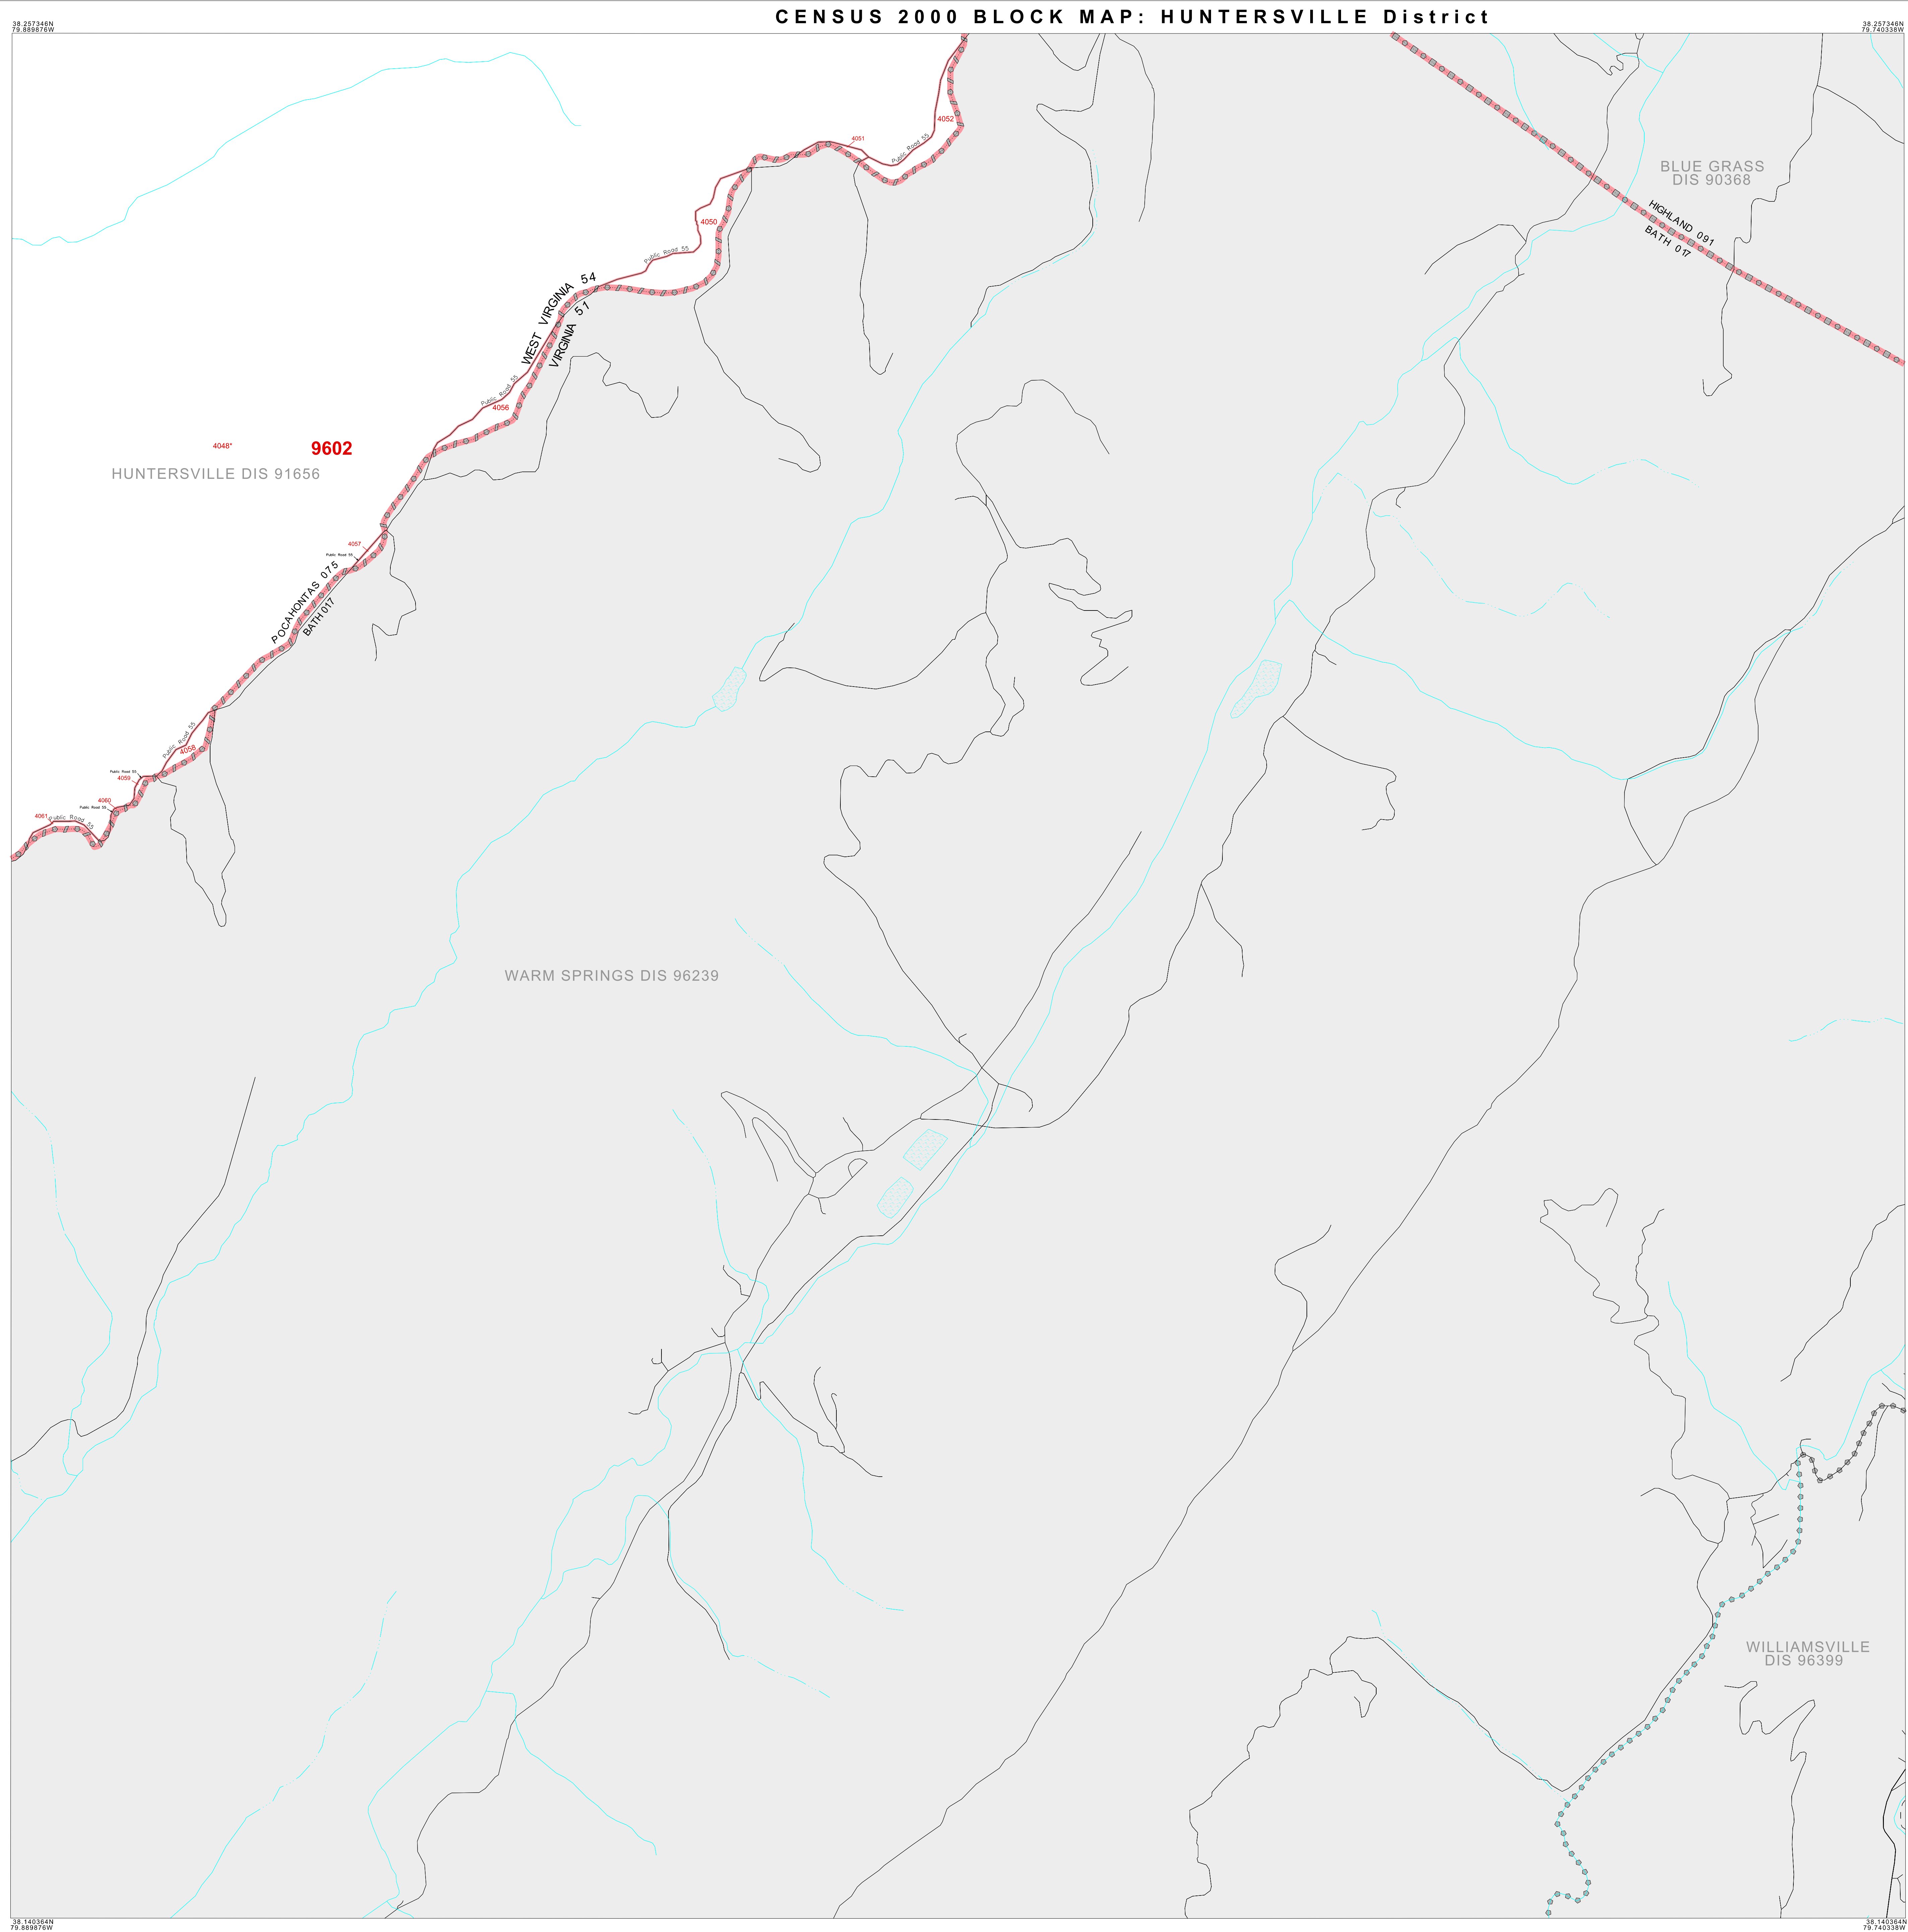 CENSUS 2000 BLOCK MAP: HUNTERSVILLE District
38.257346N
79.889876W
38.257346N
79.740338W
4052
4051
Public Road 55
BLUE GRASS
DIS 90368
HIGHLAND 091
BATH 017
4050
Public Road 55
WEST VIRGINIA 54
VIRGINIA 51
Public Road 55
4056
4048*
9602
HUNTERSVILLE DIS 91656
4057
Public Road 55
POCAHONTAS 075
BATH 017
Public Road 55
4058
Public Road 55
4059
4060
Public Road 55
4061
Public Road 55
WARM SPRINGS DIS 96239
WILLIAMSVILLE
DIS 96399
38.140364N
79.889876W
38.140364N
79.740338W